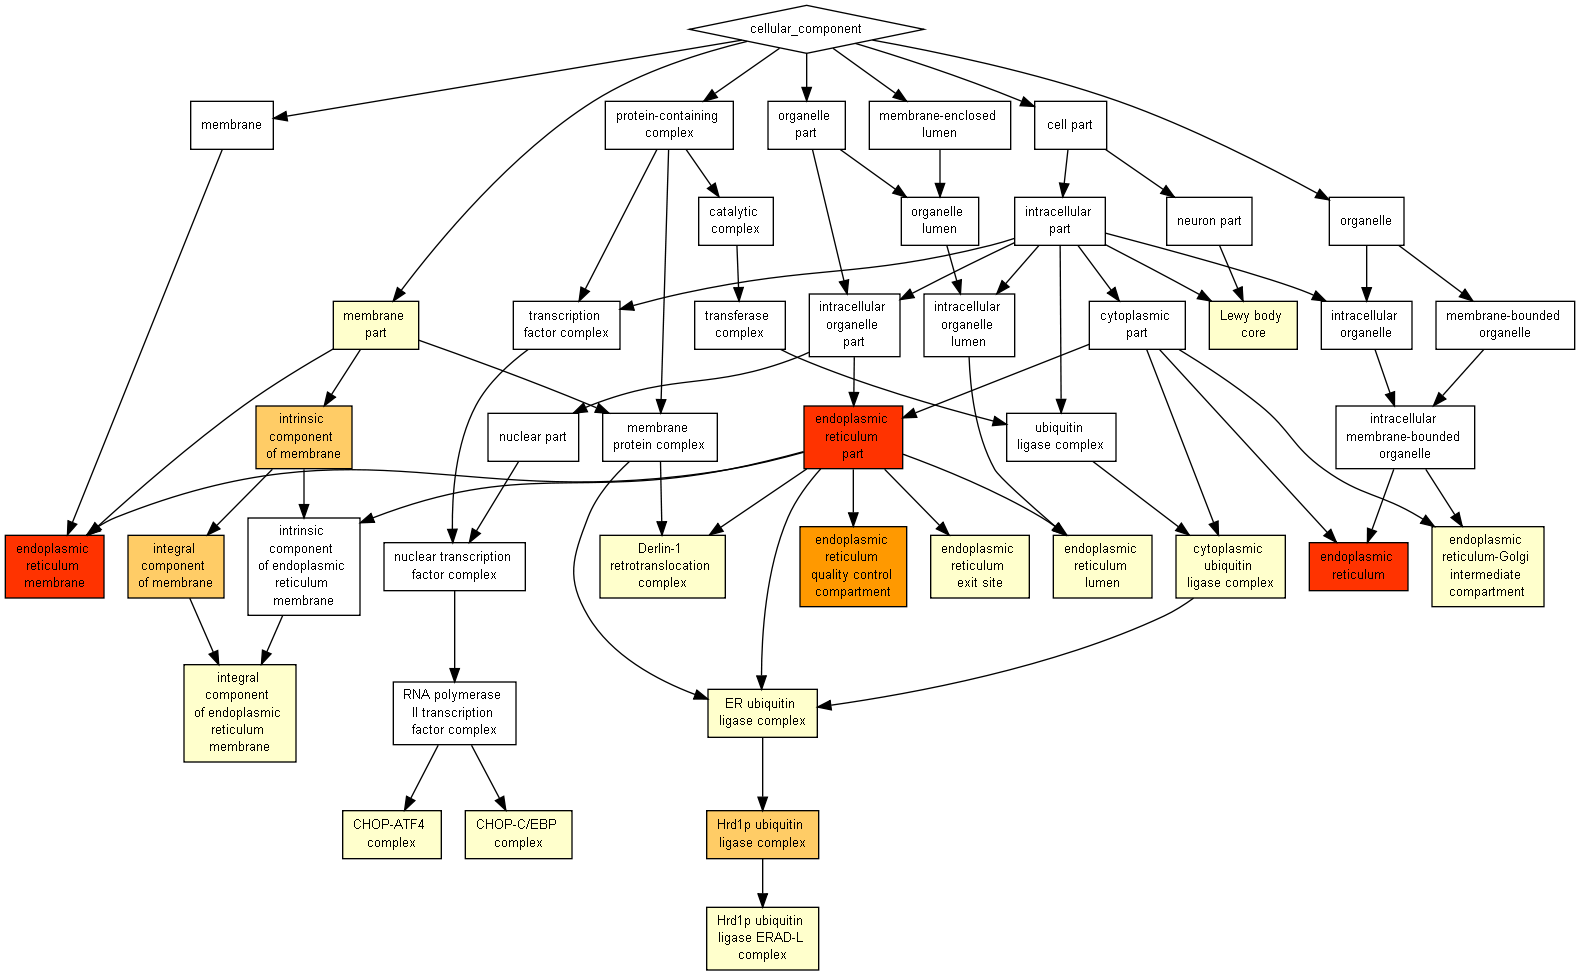 cellular_component
membrane
protein-containing
complex
organelle
part
membrane-enclosed
lumen
cell part
catalytic
complex
organelle
lumen
intracellular
part
neuron part
organelle
membrane
part
transcription
factor complex
transferase
complex
intracellular
organelle
part
intracellular
organelle
lumen
cytoplasmic
part
Lewy body
core
intracellular
organelle
membrane-bounded
organelle
intrinsic
component
of membrane
nuclear part
membrane
protein complex
endoplasmic
reticulum
part
ubiquitin
ligase complex
intracellular
membrane-bounded
organelle
endoplasmic
reticulum
membrane
integral
component
of membrane
intrinsic
component
of endoplasmic
reticulum
membrane
nuclear transcription
factor complex
Derlin-1
retrotranslocation
complex
endoplasmic
reticulum
quality control
compartment
endoplasmic
reticulum
exit site
endoplasmic
reticulum
lumen
cytoplasmic
ubiquitin
ligase complex
endoplasmic
reticulum
endoplasmic
reticulum-Golgi
intermediate
compartment
integral
component
of endoplasmic
reticulum
membrane
RNA polymerase
II transcription
factor complex
ER ubiquitin
ligase complex
CHOP-ATF4
complex
CHOP-C/EBP
complex
Hrd1p ubiquitin
ligase complex
Hrd1p ubiquitin
ligase ERAD-L
complex